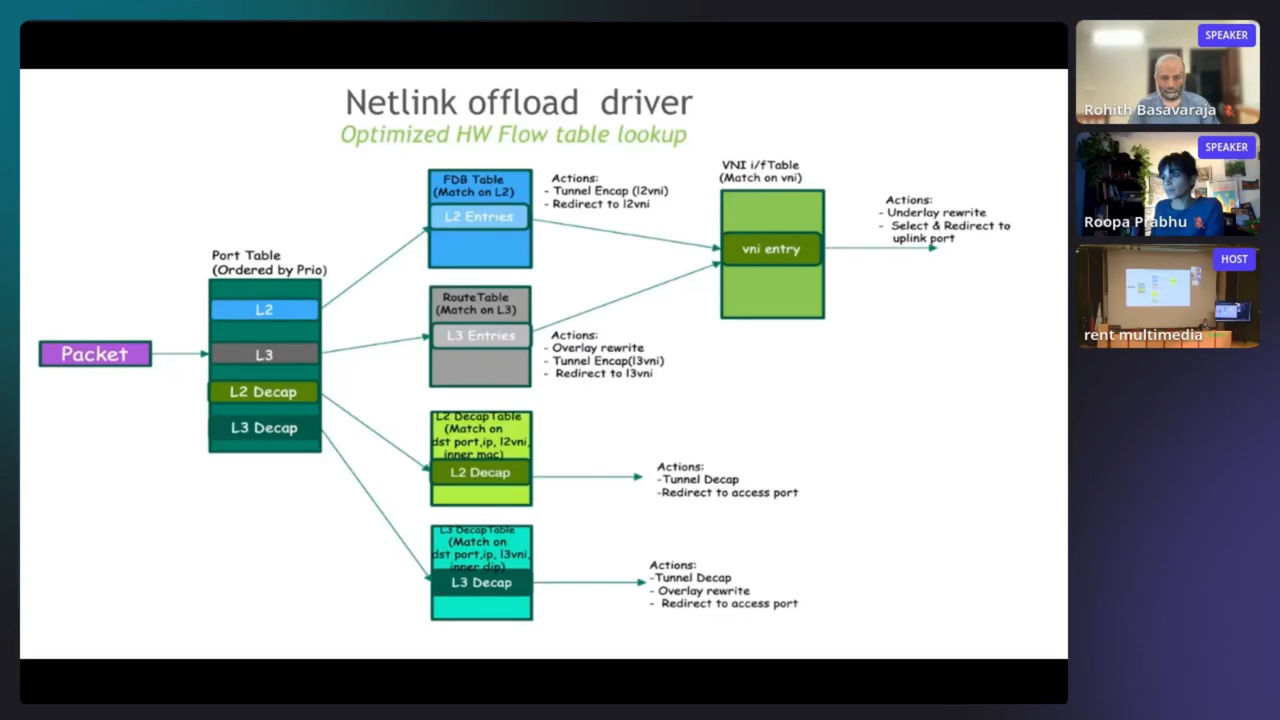 Netlink offload driver
Optimized HW Flow table lookup
Packet
Port Table
(Ordered by Prio)
L2
L3
L2 Decap
L3 Decap
FDB Table
(Match on L2)
L2 Entries
Actions:
- Tunnel Encap (l2vni)
- Redirect to l2vni
RouteTable
(Match on L3)
L3 Entries
Actions:
- Overlay rewrite
- Tunnel Encap(l3vni)
- Redirect to l3vni
L2 DecapTable
(Match on
dst port,ip, l2vni,
inner mac)
L2 Decap
Actions:
-Tunnel Decap
-Redirect to access port
L3 DecapTable
(Match on
dst port,ip, l3vni,
inner dip)
L3 Decap
Actions:
-Tunnel Decap
- Overlay rewrite
- Redirect to access port
VNI i/fTable
(Match on vni)
vni entry
Actions:
- Underlay rewrite
- Select & Redirect to
uplink port
SPEAKER
Rohith Basavaraja
SPEAKER
Roopa Prabhu
HOST
rent multimedia